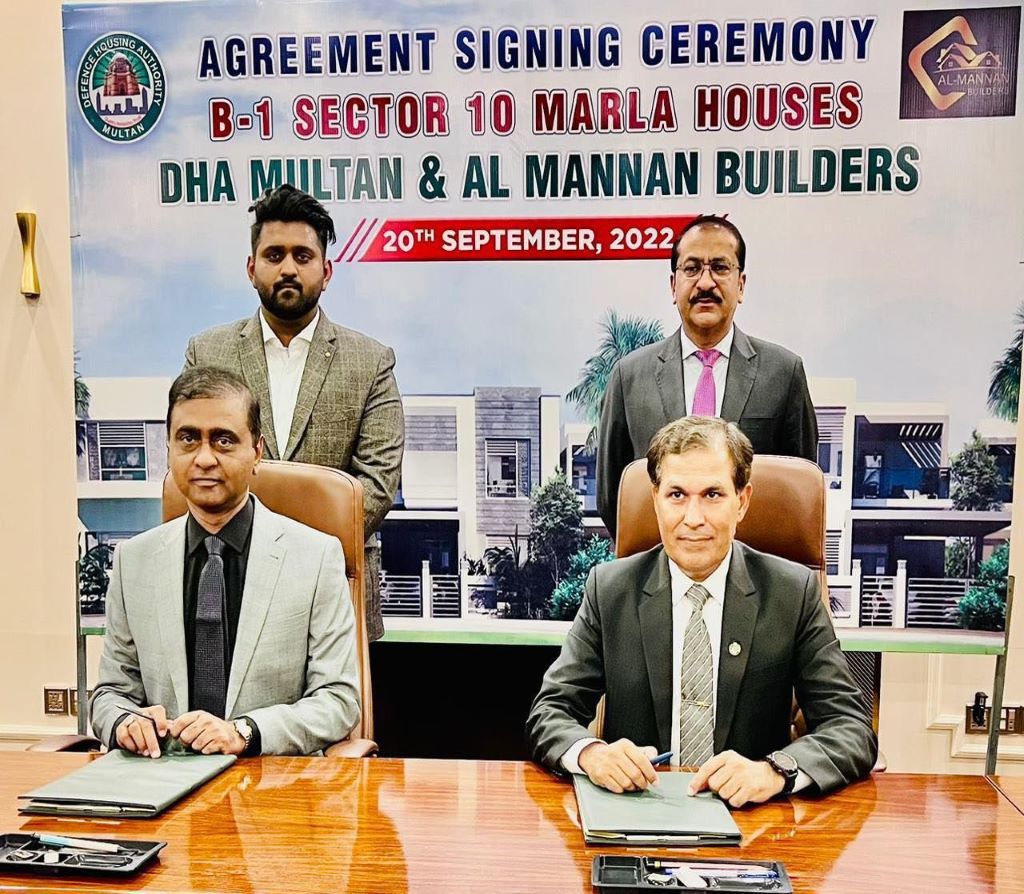 DEFENCE HOUSING AUTHORITY
MULTAN
AGREEMENT SIGNING CEREMONY
AL-MANNAN
BUILDERS
B-1 SECTOR 10 MARLA HOUSES
DHA MULTAN & AL MANNAN BUILDERS
20TH SEPTEMBER, 2022